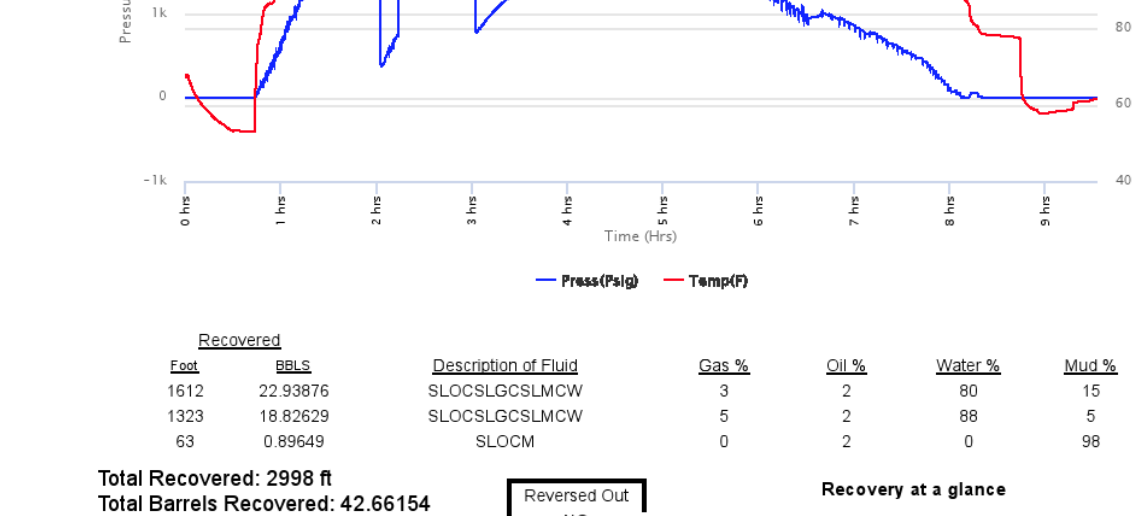 Pressu
1k
0
-1k
80
60
40
0 hrs
1 hrs
2 hrs
3 hrs
4 hrs
5 hrs
6 hrs
7 hrs
8 hrs
9 hrs
Time (Hrs)
Press(Psig) Temp(F)
Recovered
Foot BBLS Description of Fluid Gas % Oil % Water % Mud %
1612 22.93876 SLOCSLGCSLMCW 3 2 80 15
1323 18.82629 SLOCSLGCSLMCW 5 2 88 5
63 0.89649 SLOCM 0 2 0 98
Total Recovered: 2998 ft
Total Barrels Recovered: 42.66154
Reversed Out
Recovery at a glance